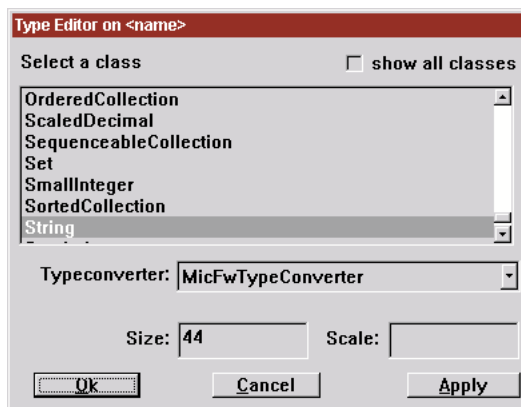 Type Editor on <name>
Select a class
show all classes
OrderedCollection
ScaledDecimal
SequenceableCollection
Set
SmallInteger
SortedCollection
String
Typeconverter: MicFwTypeConverter
Size: 44 Scale:
Ok Cancel Apply